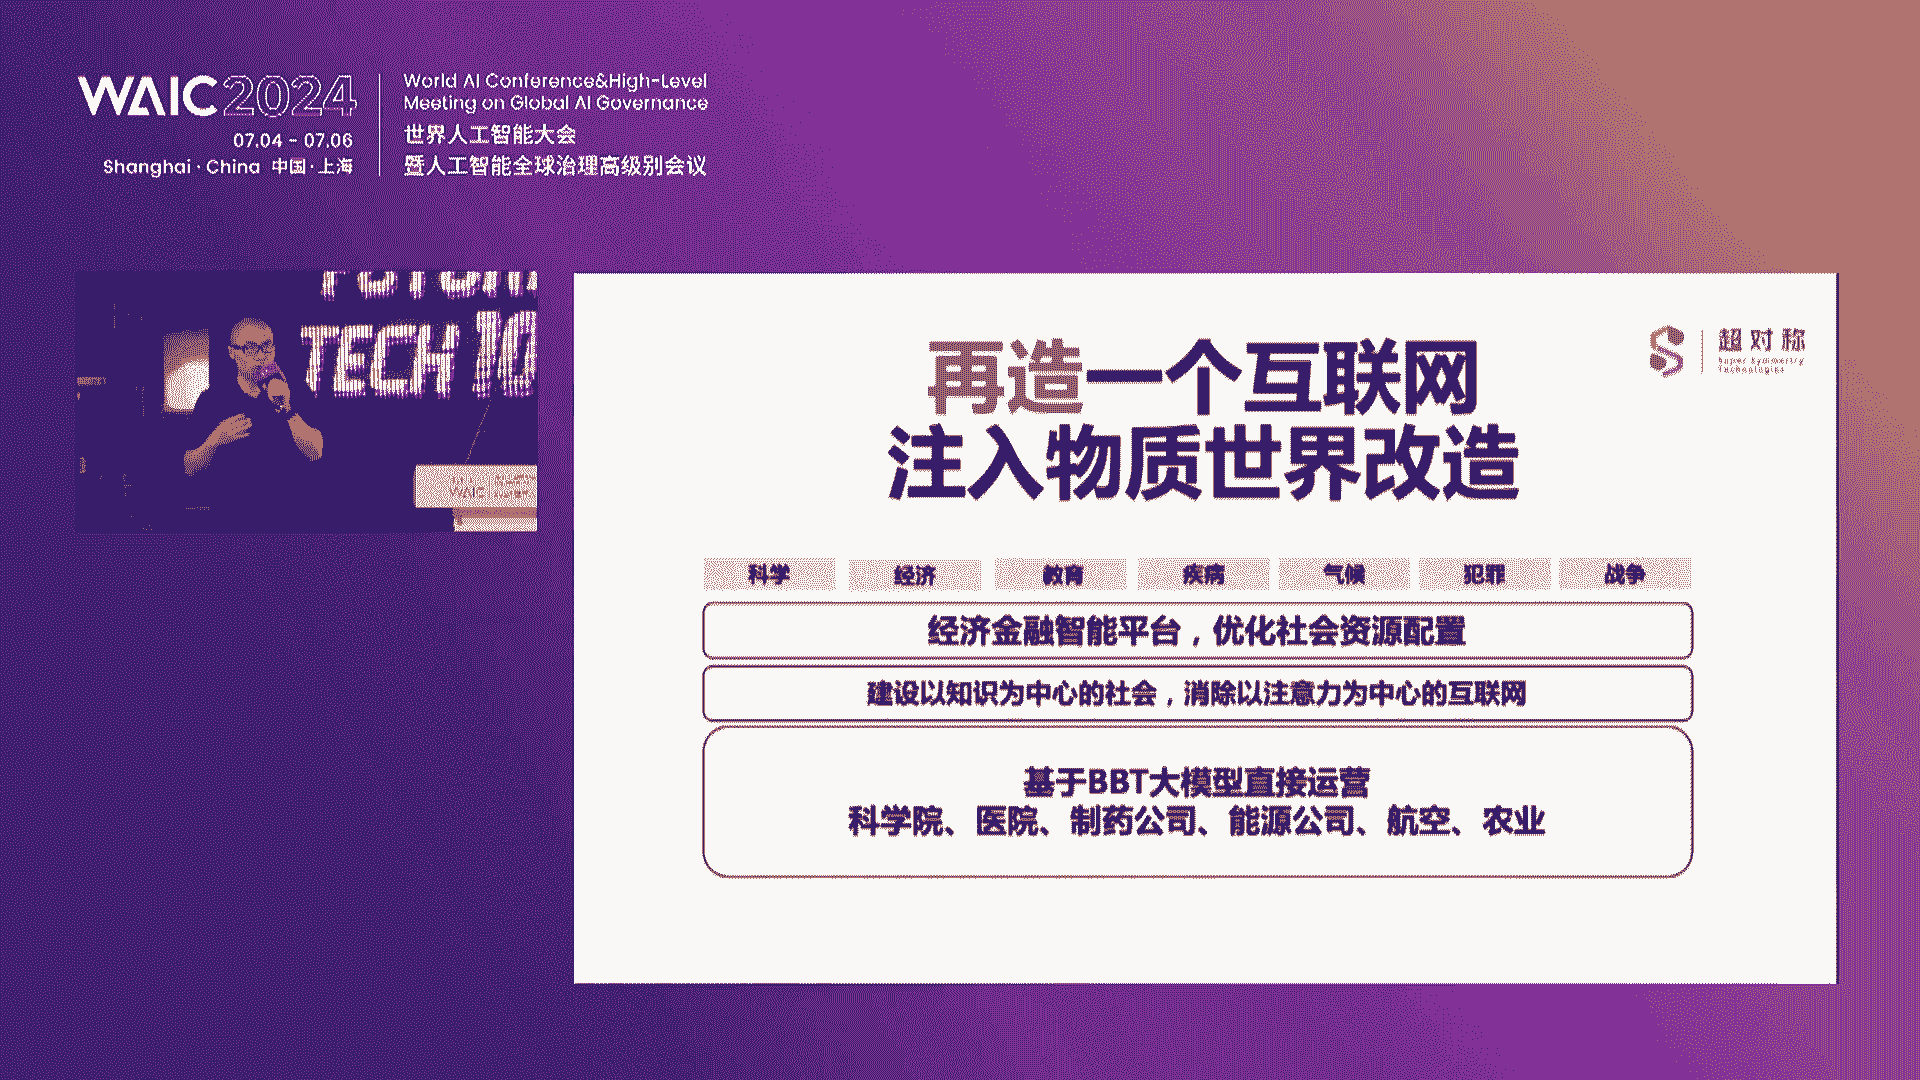 WAIC2024
07.04 - 07.06
Shanghai · China 中国·上海
World AI Conference&High-Level
Meeting on Global AI Governance
世界人工智能大会
暨人工智能全球治理高级别会议
TECH 10
WAIC
超对称
Super Symmetry
Technologies
再造一个互联网
注入物质世界改造
科学 经济 教育 疾病 气候 犯罪 战争
经济金融智能平台，优化社会资源配置
建设以知识为中心的社会，消除以注意力为中心的互联网
基于BBT大模型直接运营
科学院、医院、制药公司、能源公司、航空、农业